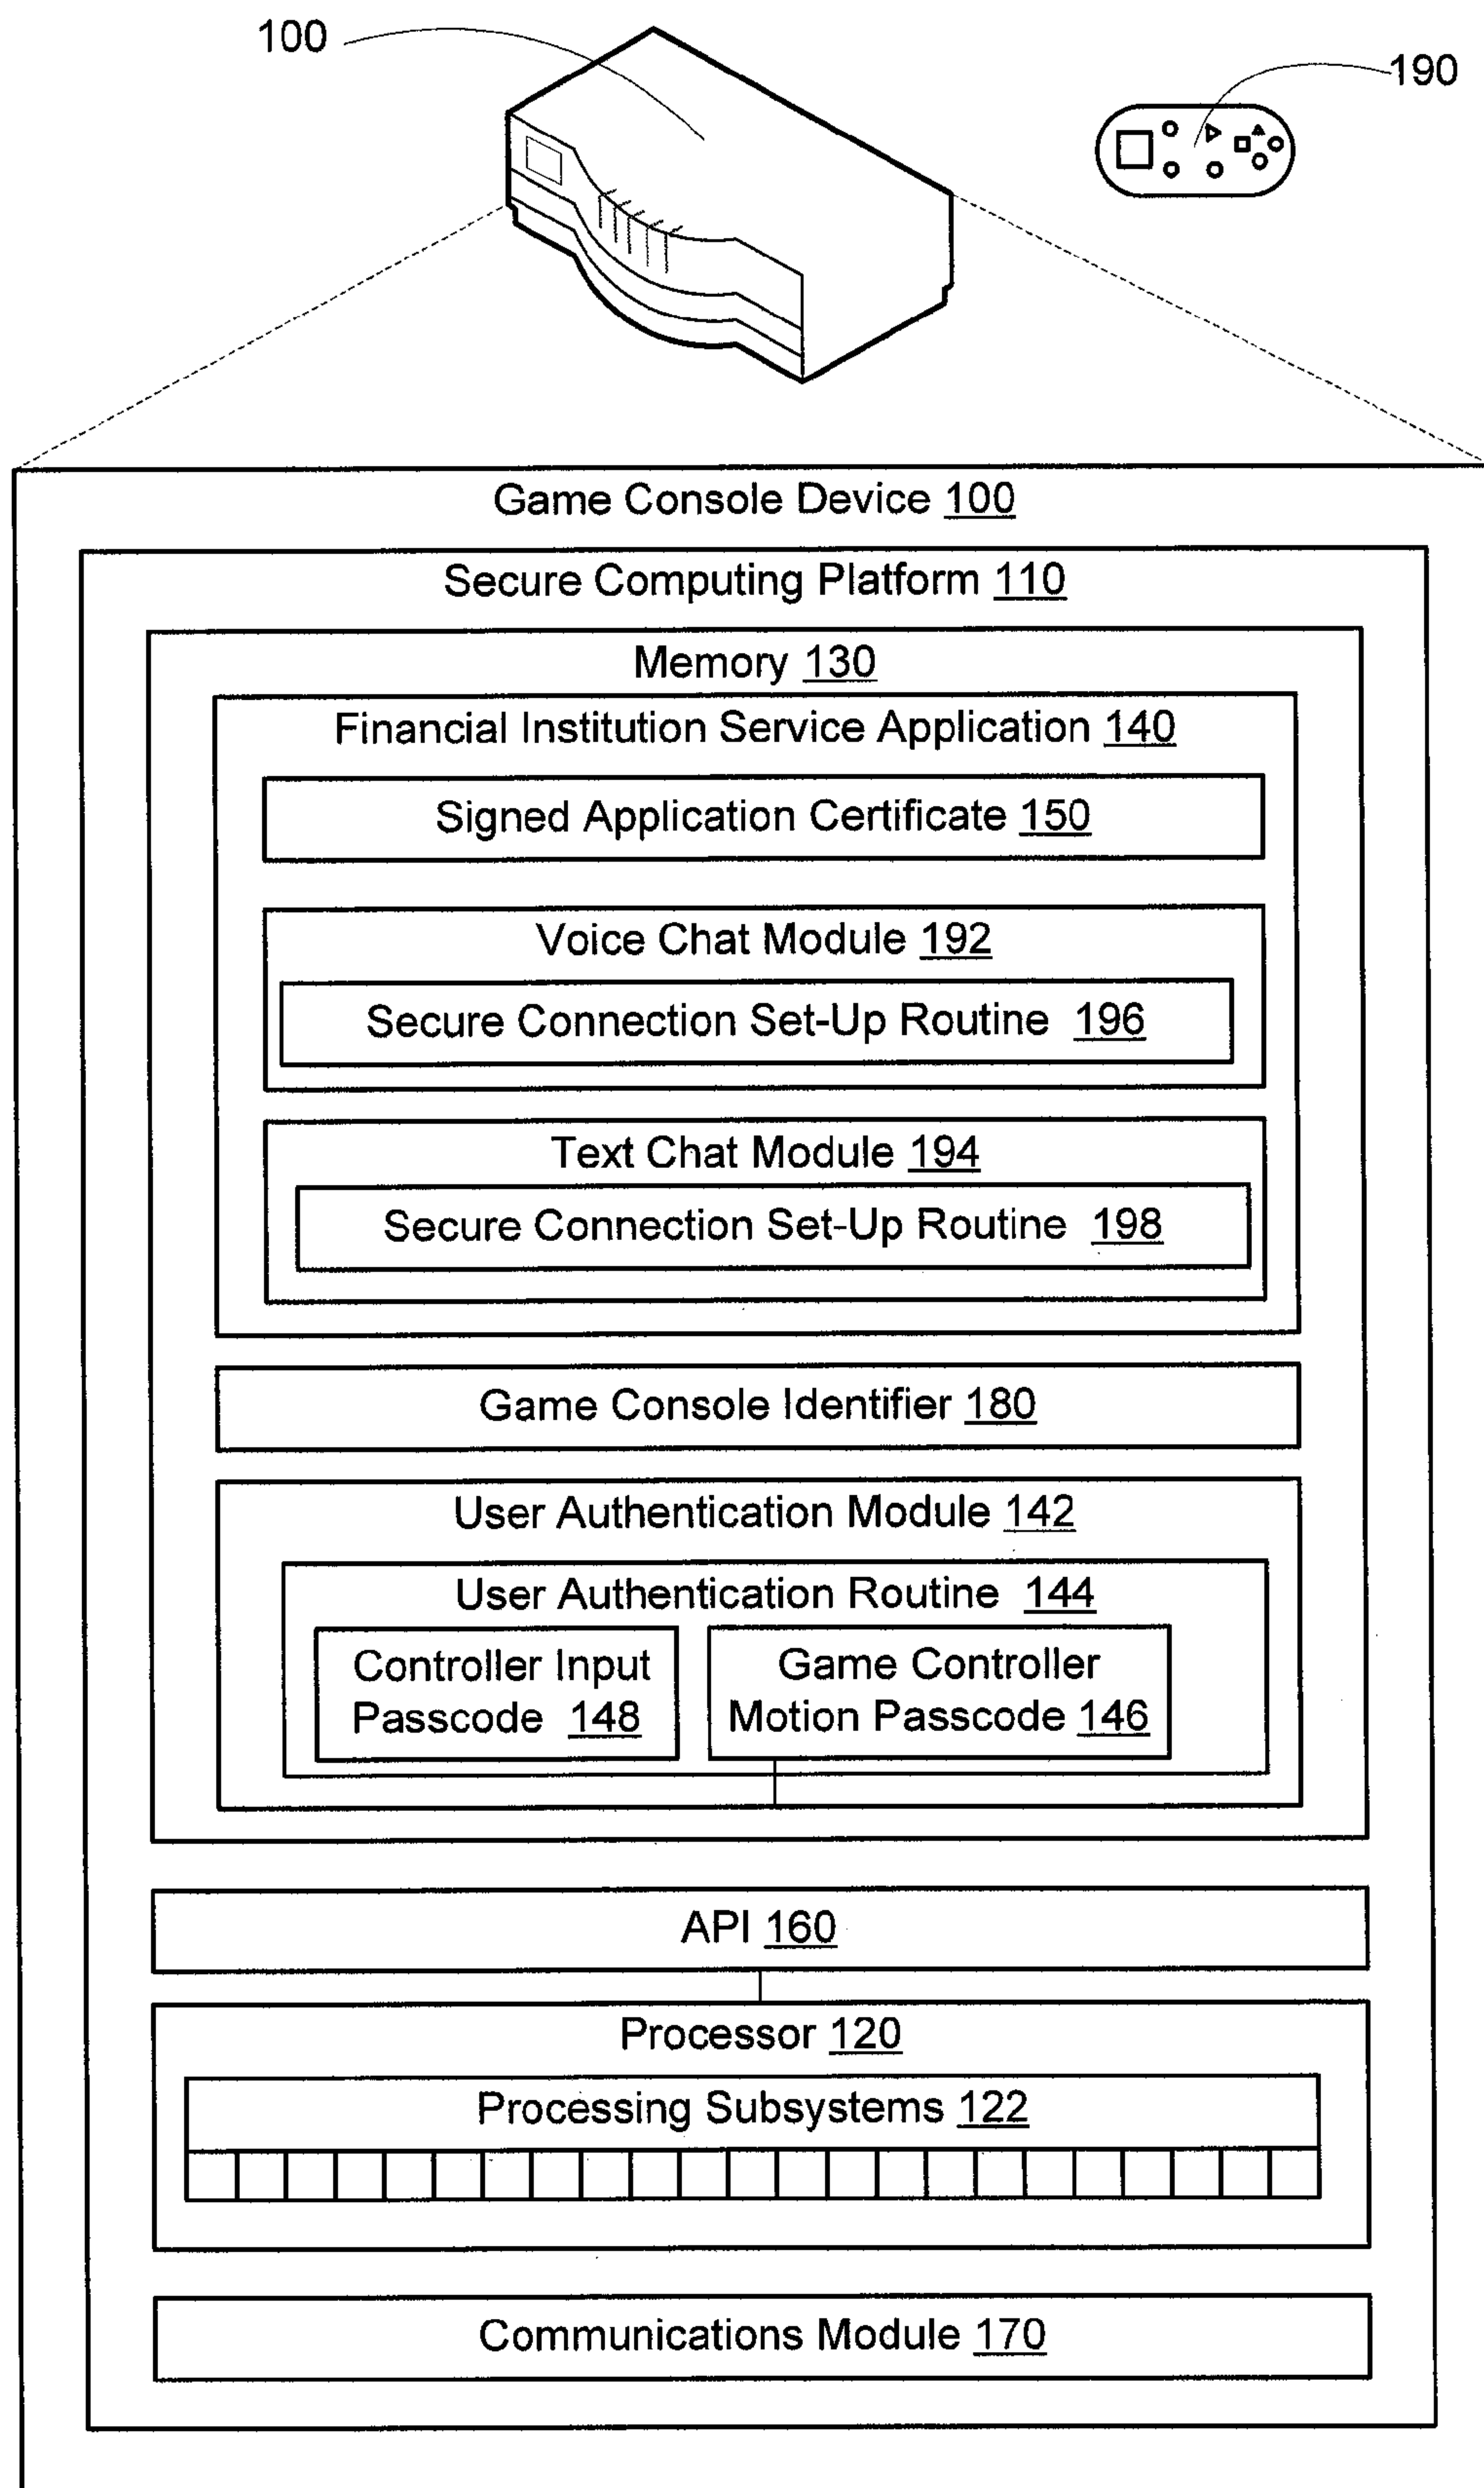 100
190
Game Console Device 100
Secure Computing Platform 110
Memory 130
Financial Institution Service Application 140
Signed Application Certificate 150
Voice Chat Module 192
Secure Connection Set-Up Routine 196
Text Chat Module 194
Secure Connection Set-Up Routine 198
Game Console Identifier 180
User Authentication Module 142
User Authentication Routine 144
Controller Input
Passcode 148
Game Controller
Motion Passcode 146
API 160
Processor 120
Processing Subsystems 122
Communications Module 170